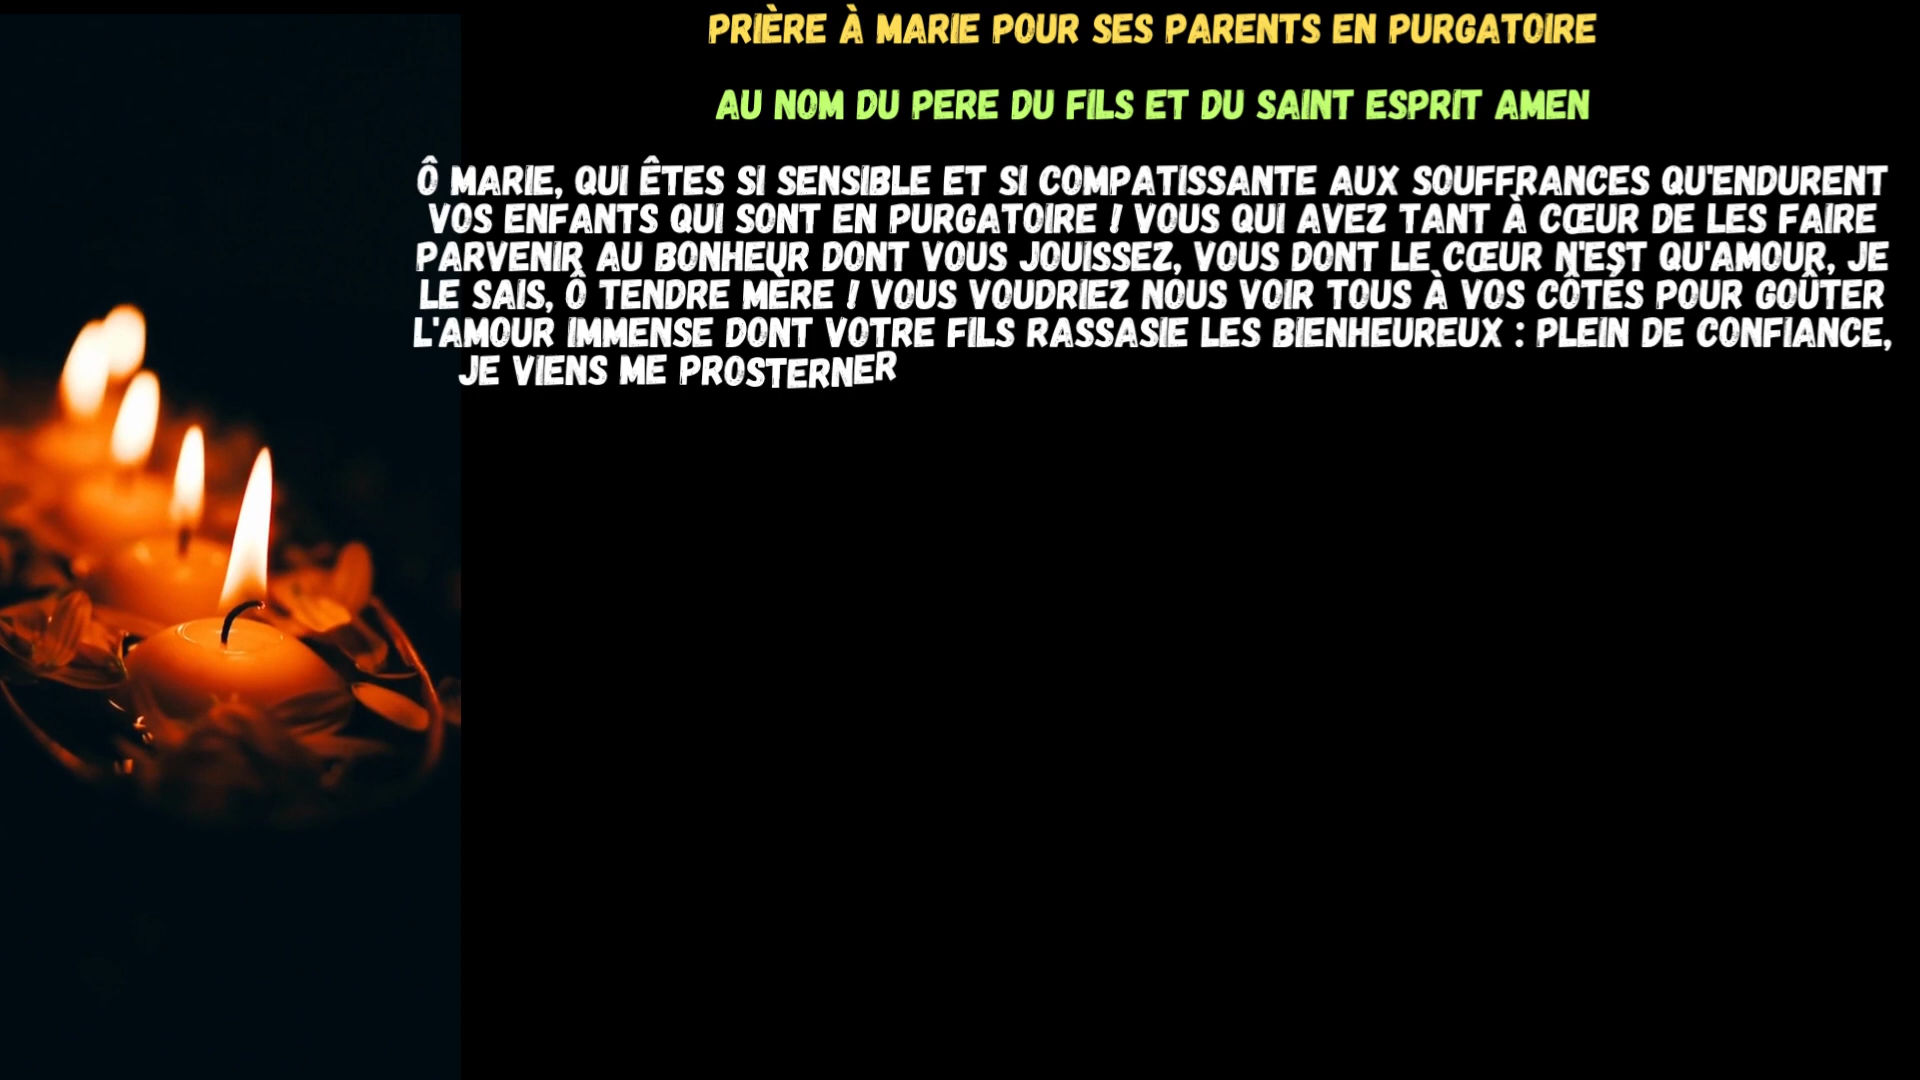 PRIÈRE À MARIE POUR SES PARENTS EN PURGATOIRE
AU NOM DU PERE DU FILS ET DU SAINT ESPRIT AMEN
Ô MARIE, QUI ÊTES SI SENSIBLE ET SI COMPATISSANTE AUX SOUFFRANCES QU'ENDURENT
VOS ENFANTS QUI SONT EN PURGATOIRE ! VOUS QUI AVEZ TANT À CŒUR DE LES FAIRE
PARVENIR AU BONHEUR DONT VOUS JOUISSEZ, VOUS DONT LE CŒUR N'EST QU'AMOUR, JE
LE SAIS, Ô TENDRE MÈRE ! VOUS VOUDRIEZ NOUS VOIR TOUS À VOS CÔTÉS POUR GOÛTER
L'AMOUR IMMENSE DONT VOTRE FILS RASSASIE LES BIENHEUREUX : PLEIN DE CONFIANCE,
JE VIENS ME PROSTERNER